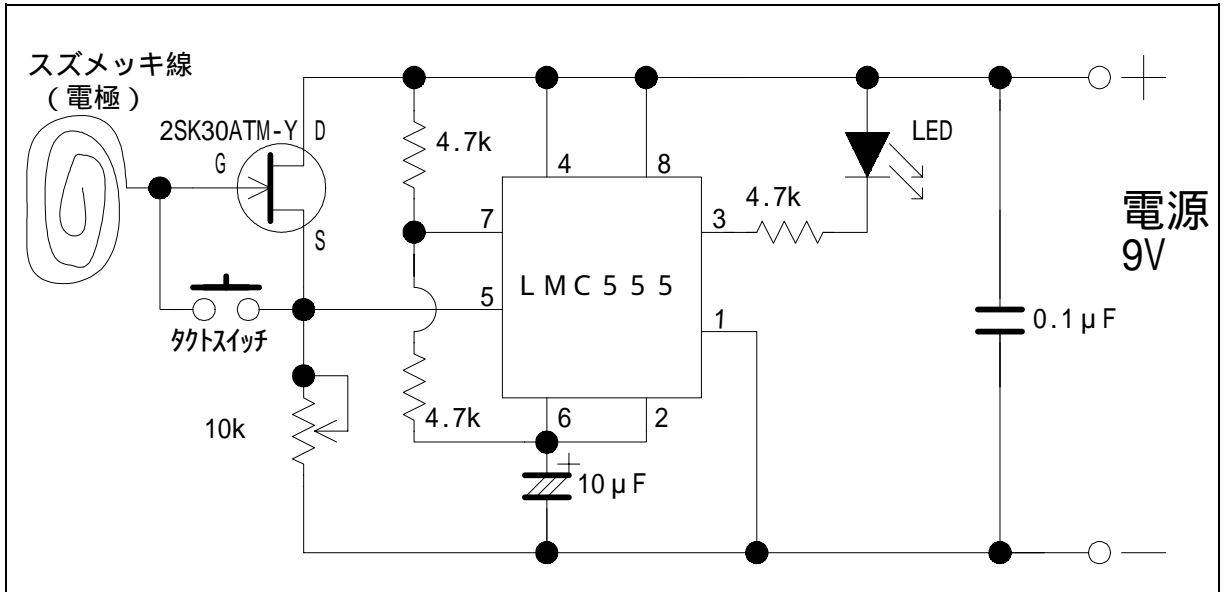 スズメッキ線
(電極)
2SK30ATM-Y
D
G
S
タクトスイッチ
10k
4.7k
4.7k
4
8
7
3
5
1
6
2
LMC555
4.7k
LED
+
10μF
0.1μF
電源
9V